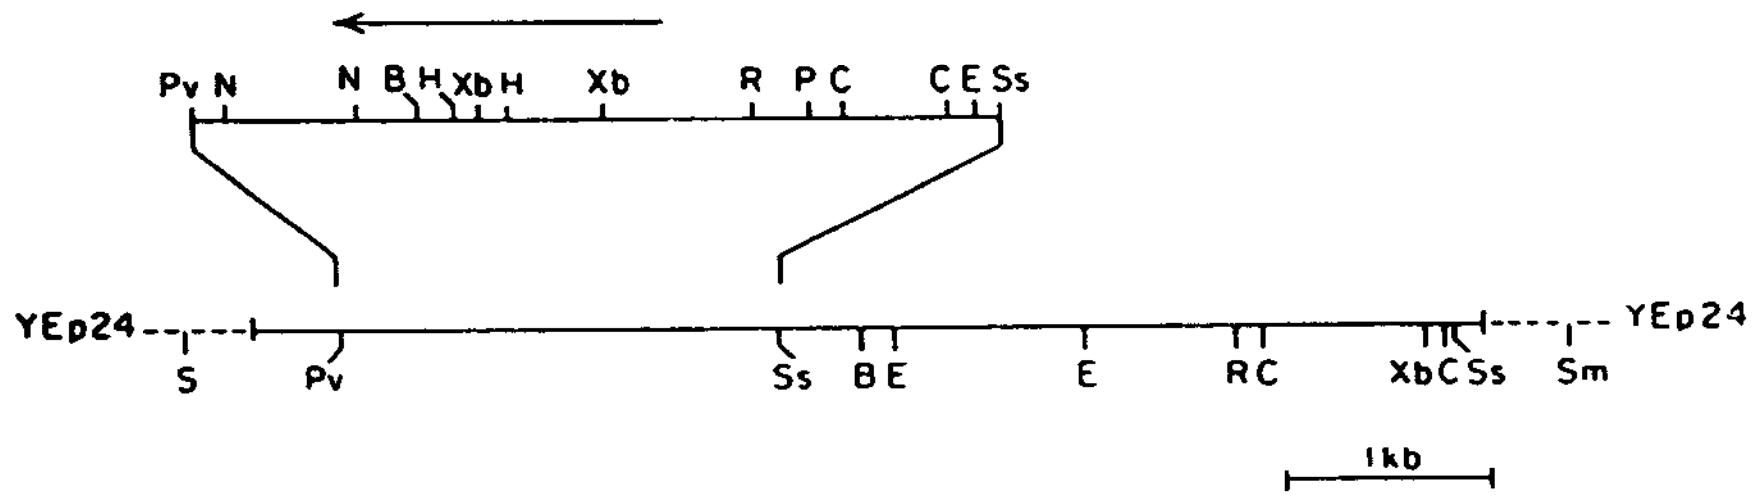 Pv N N B H Xb H Xb R P C C E Ss
YEp24 YEp24
S Pv Ss B E E R C Xb C Ss Sm
1kb